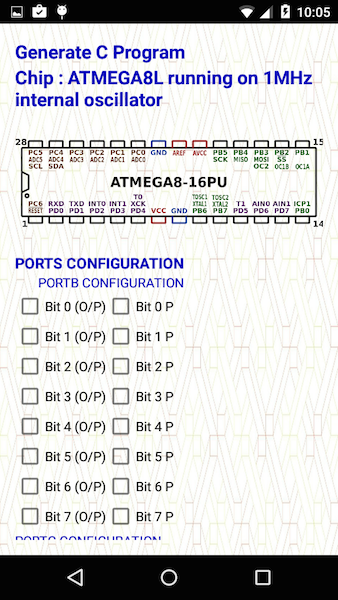 10:05
Generate C Program
Chip : ATMEGA8L running on 1MHz
internal oscillator
28 15
PC5 PC4 PC3 PC2 PC1 PC0 GND AREF AVCC PB5 PB4 PB3 PB2 PB1
ADC5 ADC4 ADC3 ADC2 ADC1 ADC0 SCK MISO MOSI SS OC1A
SCL SDA OC2 OC1B
ATMEGA8-16PU
T0 TOSC1 TOSC2
PC6 RXD TXD INT0 INT1 XCK XTAL1 XTAL2 T1 AIN0 AIN1 ICP1
RESET PD0 PD1 PD2 PD3 PD4 VCC GND PB6 PB7 PD5 PD6 PD7 PB0
1 14
PORTS CONFIGURATION
PORTB CONFIGURATION
Bit 0 (O/P) Bit 0 P
Bit 1 (O/P) Bit 1 P
Bit 2 (O/P) Bit 2 P
Bit 3 (O/P) Bit 3 P
Bit 4 (O/P) Bit 4 P
Bit 5 (O/P) Bit 5 P
Bit 6 (O/P) Bit 6 P
Bit 7 (O/P) Bit 7 P
PORTC CONFIGURATION